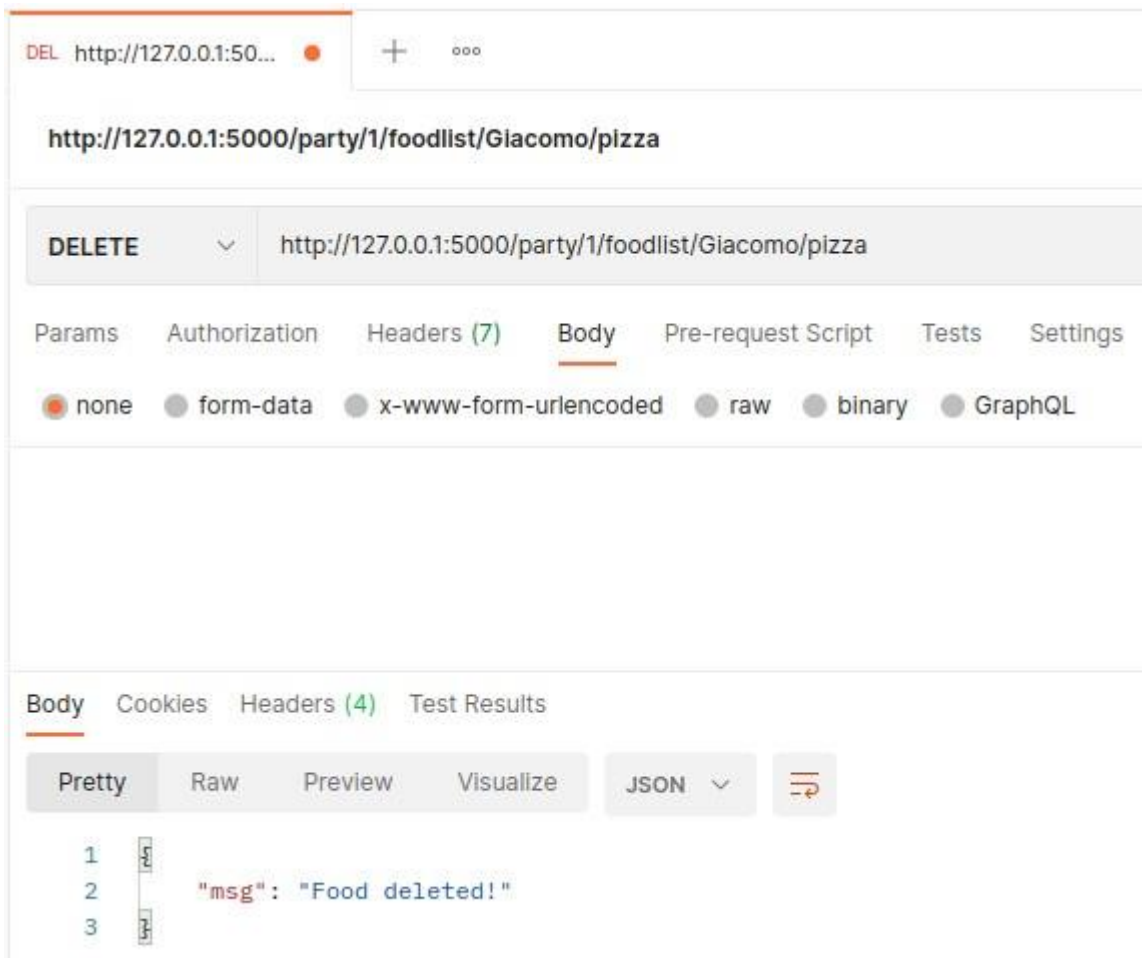 DEL http://127.0.0.1:50...
http://127.0.0.1:5000/party/1/foodlist/Giacomo/pizza
DELETE http://127.0.0.1:5000/party/1/foodlist/Giacomo/pizza
Params Authorization Headers (7) Body Pre-request Script Tests Settings
none form-data x-www-form-urlencoded raw binary GraphQL
Body Cookies Headers (4) Test Results
Pretty Raw Preview Visualize JSON
1 {
2 "msg": "Food deleted!"
3 }